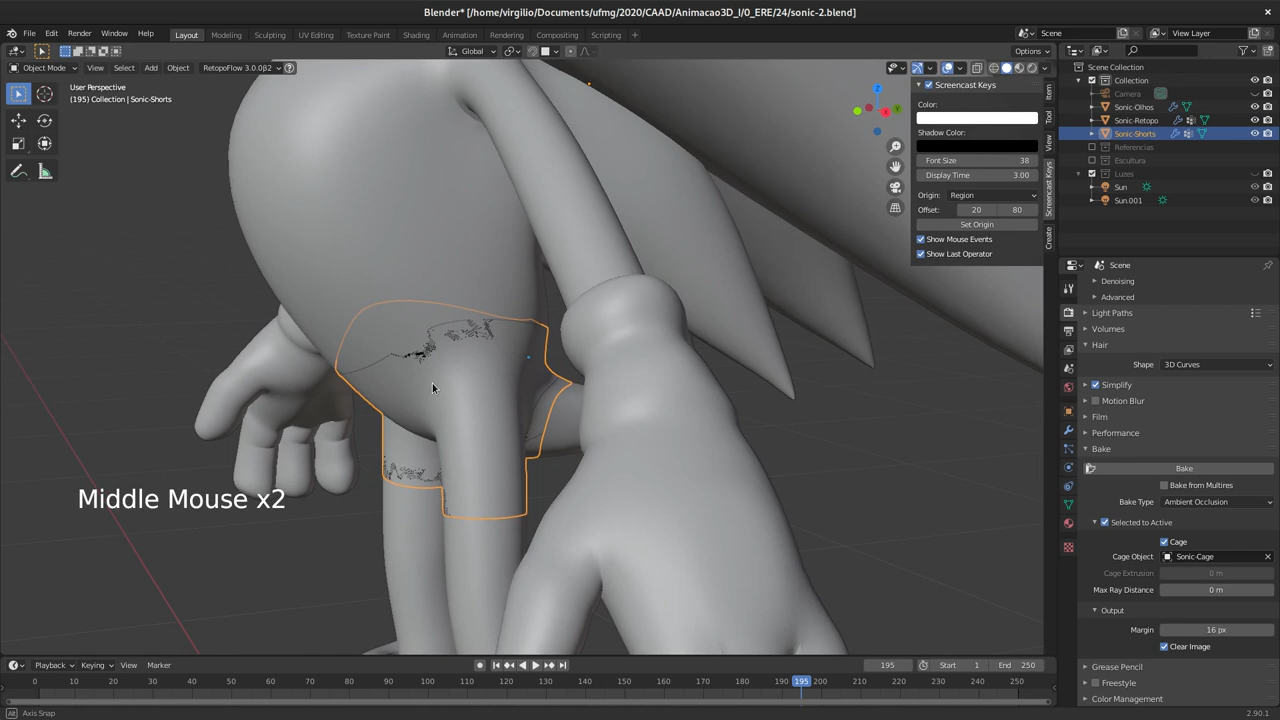 Blender* [/home/virgilio/Documents/ufmg/2020/CAAD/Animacao3D_I/0_ERE/24/sonic-2.blend]
File Edit Render Window Help Layout Modeling Sculpting UV Editing Texture Paint Shading Animation Rendering Compositing Scripting + Scene View Layer
Global Options
Object Mode View Select Add Object RetopoFlow 3.0.0β2
User Perspective
(195) Collection | Sonic-Shorts
Screencast Keys
Color:
Shadow Color:
Font Size 38
Display Time 3.00
Origin: Region
Offset: 20 80
Set Origin
Show Mouse Events
Show Last Operator
Item
Tool
View
Screencast Keys
Create
Z
Y
X
Middle Mouse x2
Scene Collection
Collection
Camera
Sonic-Olhos
Sonic-Retopo
Sonic-Shorts
Referencias
Escultura
Luzes
Sun
Sun.001
Scene
Denoising
Advanced
Light Paths
Volumes
Hair
Shape 3D Curves
Simplify
Motion Blur
Film
Performance
Bake
Bake
Bake from Multires
Bake Type Ambient Occlusion
Selected to Active
Cage
Cage Object Sonic-Cage
Cage Extrusion 0 m
Max Ray Distance 0 m
Output
Margin 16 px
Clear Image
Grease Pencil
Freestyle
Color Management
Playback Keying View Marker 195 Start 1 End 250
0 10 20 30 40 50 60 70 80 90 100 110 120 130 140 150 160 170 180 190 195 200 210 220 230 240 250
Axis Snap 2.90.1